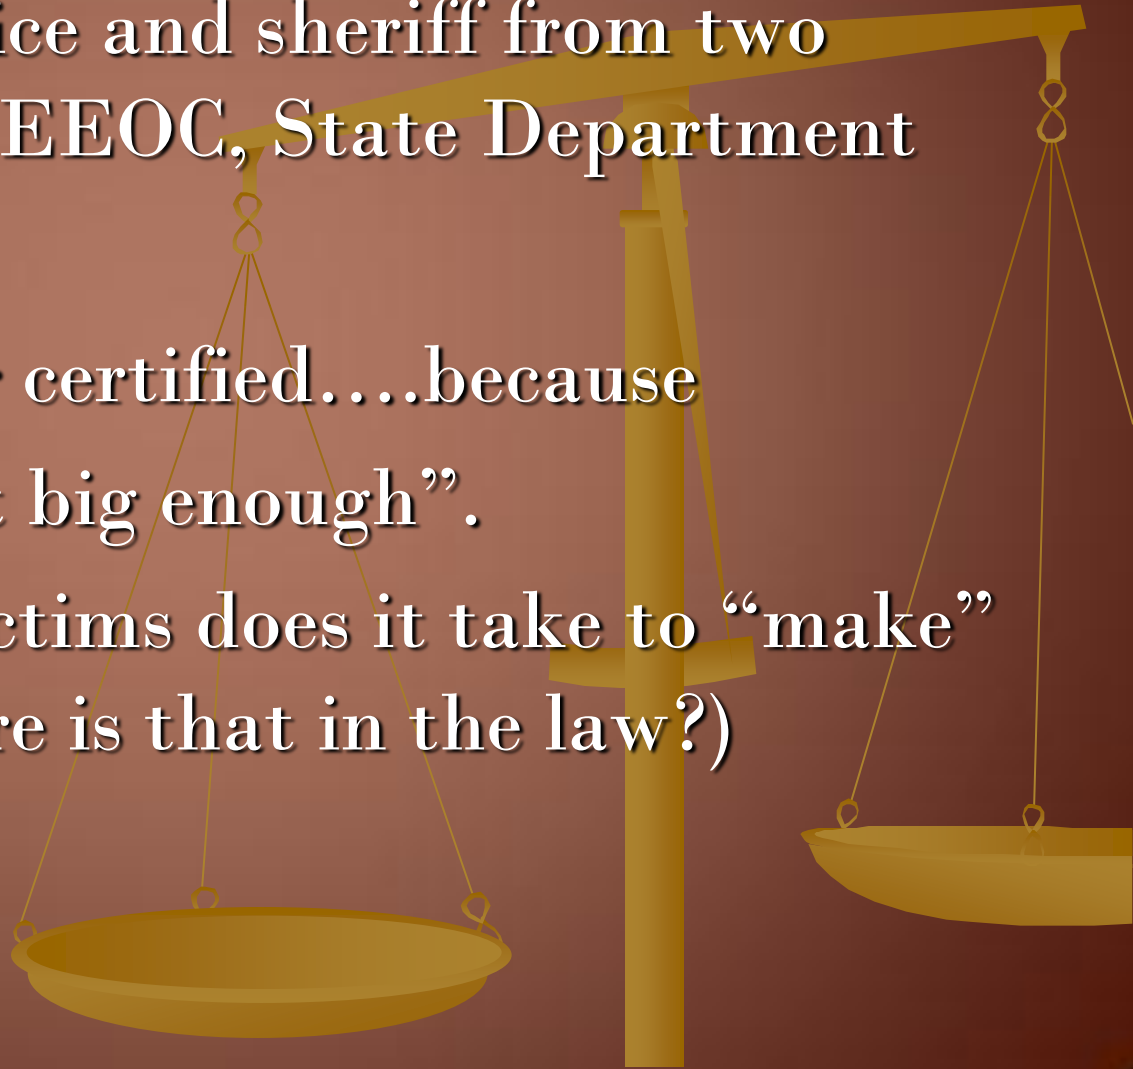 ice and sheriff from two
EEOC, State Department
certified….because
big enough”.
ctims does it take to “make”
re is that in the law?)